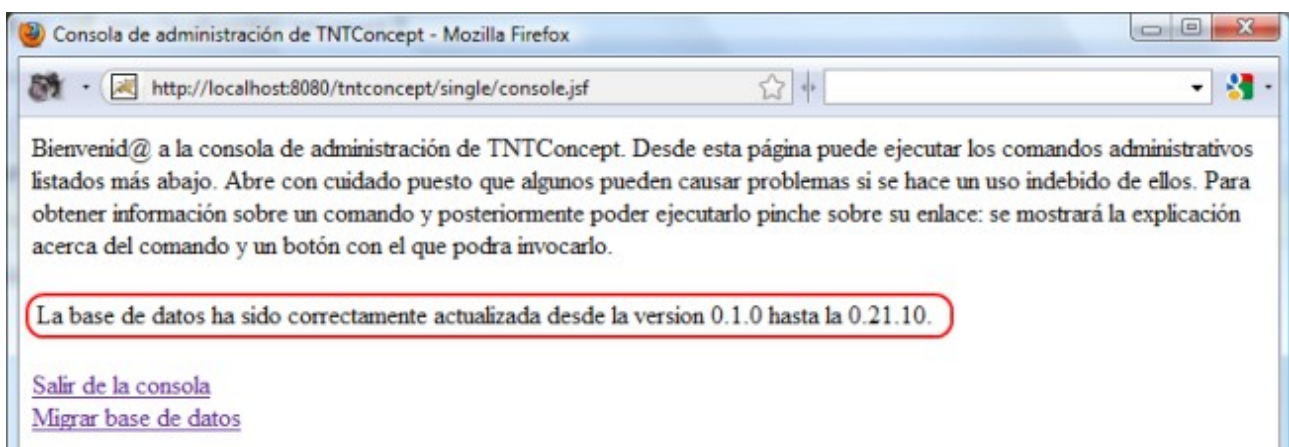 Consola de administración de TNTConcept - Mozilla Firefox
http://localhost:8080/tntconcept/single/console.jsf
Bienvenid@ a la consola de administración de TNTConcept. Desde esta página puede ejecutar los comandos administrativos
listados más abajo. Abre con cuidado puesto que algunos pueden causar problemas si se hace un uso indebido de ellos. Para
obtener información sobre un comando y posteriormente poder ejecutarlo pinche sobre su enlace: se mostrará la explicación
acerca del comando y un botón con el que podra invocarlo.
La base de datos ha sido correctamente actualizada desde la version 0.1.0 hasta la 0.21.10.
Salir de la consola
Migrar base de datos